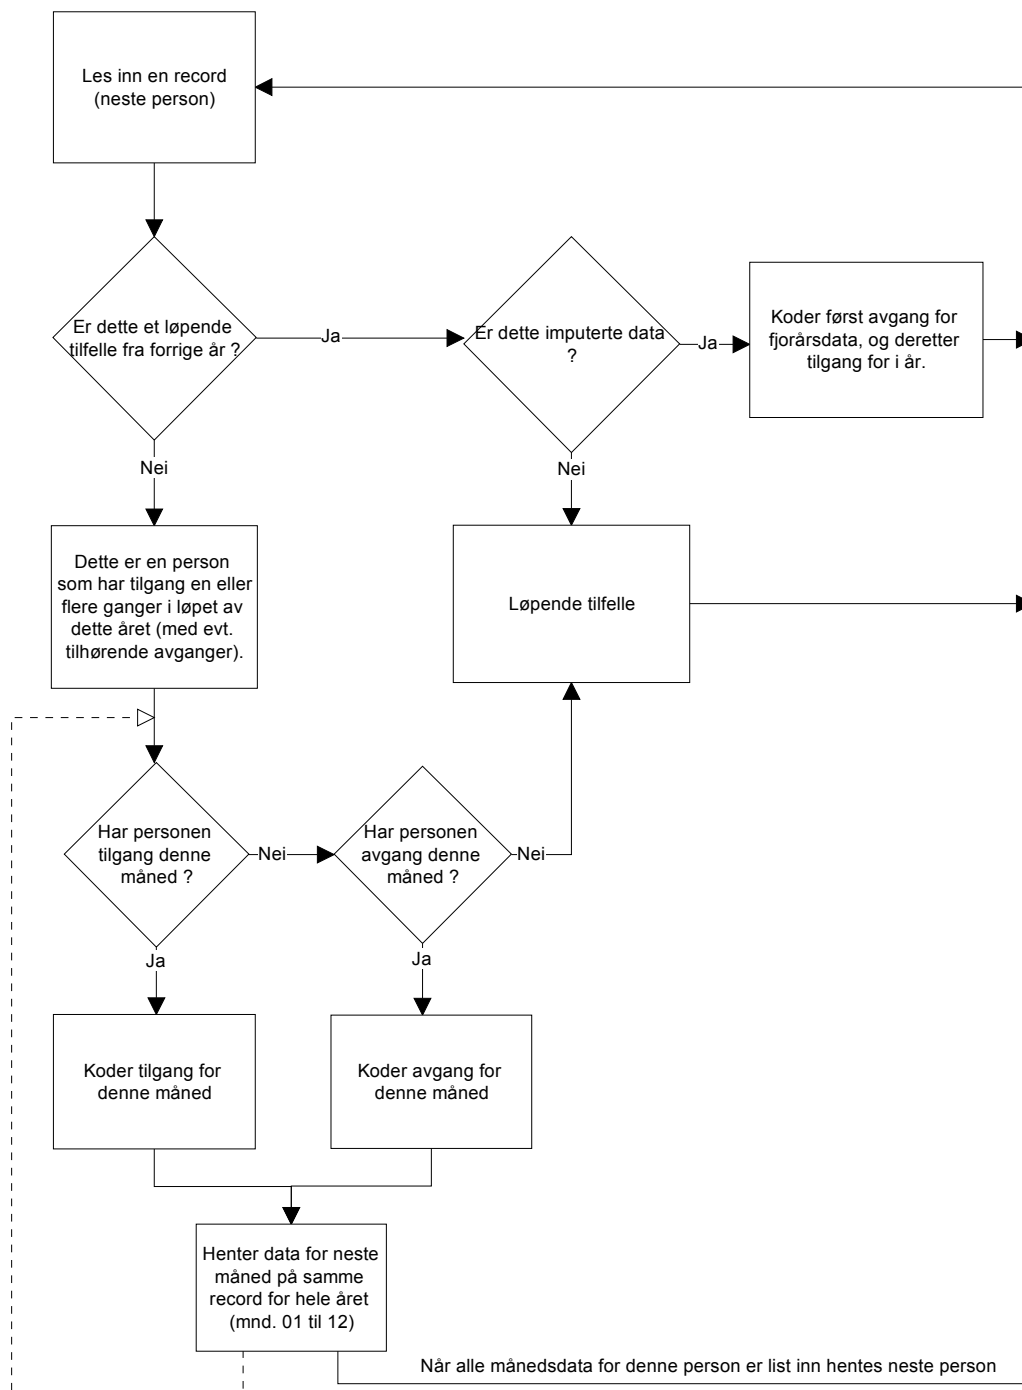 Les inn en record
(neste person)
Er dette et løpende
tilfelle fra forrige år ?
Ja
Er dette imputerte data
?
Ja
Koder først avgang for
fjorårsdata, og deretter
tilgang for i år.
Nei
Nei
Dette er en person
som har tilgang en eller
flere ganger i løpet av
dette året (med evt.
tilhørende avganger).
Løpende tilfelle
Har personen
tilgang denne
måned ?
Nei
Har personen
avgang denne
måned ?
Nei
Ja
Ja
Koder tilgang for
denne måned
Koder avgang for
denne måned
Henter data for neste
måned på samme
record for hele året
(mnd. 01 til 12)
Når alle månedsdata for denne person er list inn hentes neste person